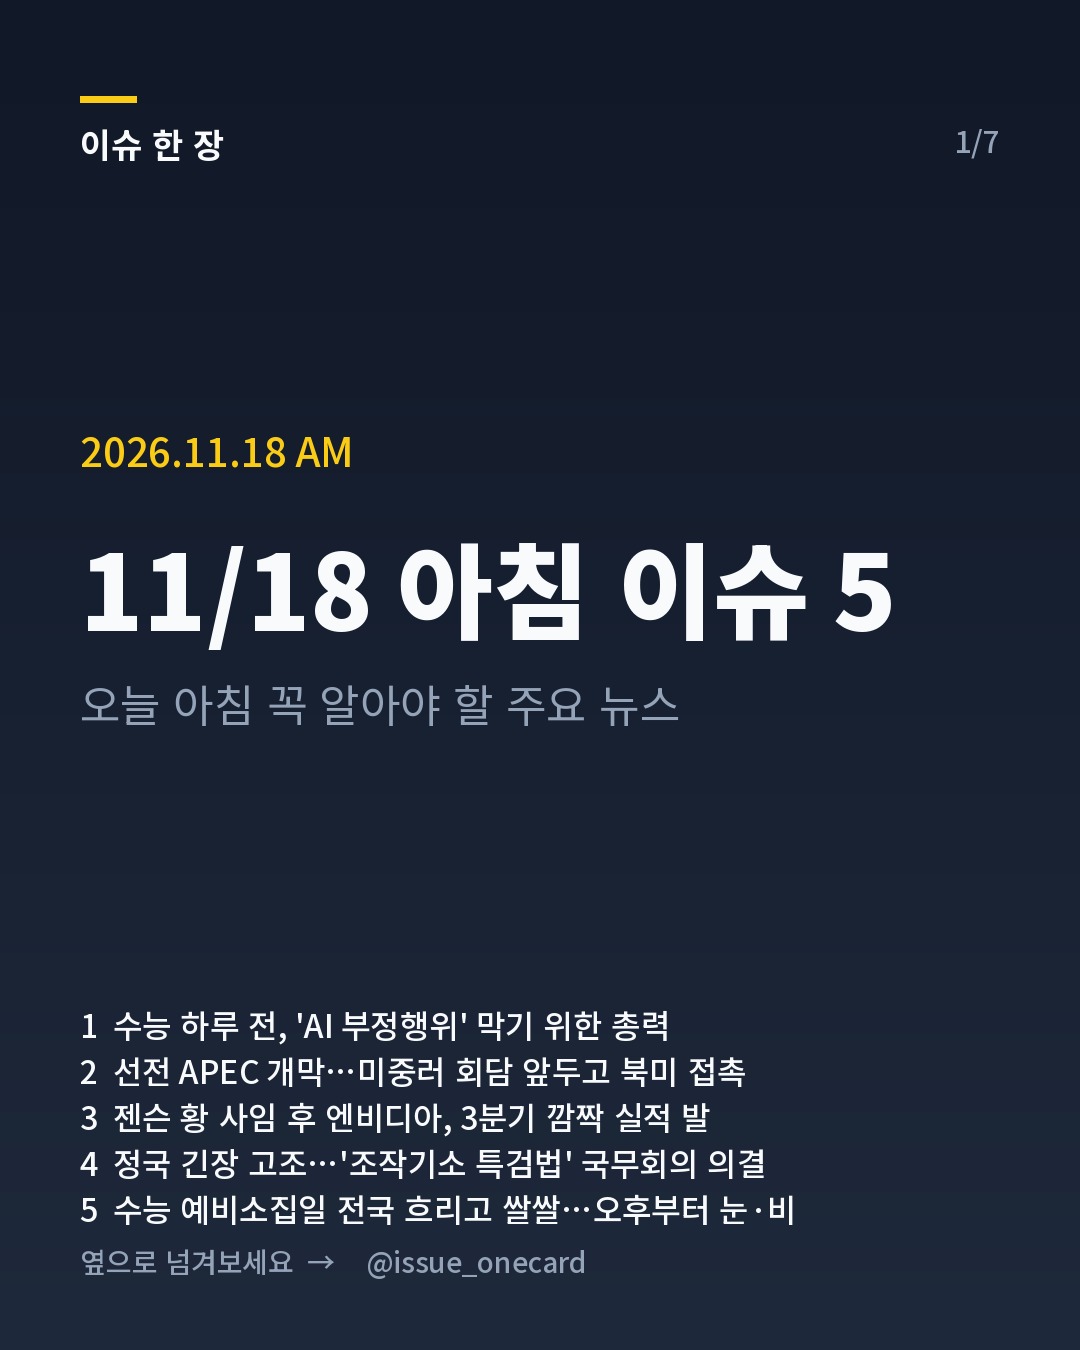 이슈 한 장
1/7
2026.11.18 AM
11/18 아침 이슈 5
오늘 아침 꼭 알아야 할 주요 뉴스
1 수능 하루 전, 'AI 부정행위' 막기 위한 총력
2 선전 APEC 개막…미중러 회담 앞두고 북미 접촉
3 젠슨 황 사임 후 엔비디아, 3분기 깜짝 실적 발
4 정국 긴장 고조…'조작기소 특검법' 국무회의 의결
5 수능 예비소집일 전국 흐리고 쌀쌀…오후부터 눈·비
옆으로 넘겨보세요 → @issue_onecard